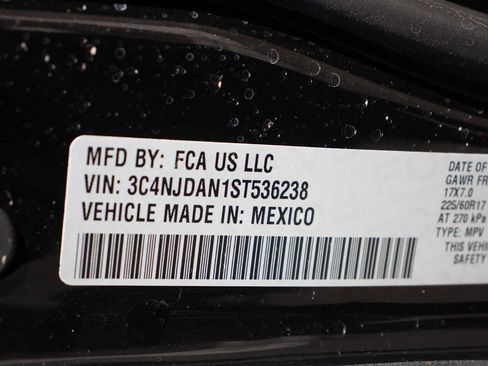 MFD BY: FCA US LLC
VIN: 3C4NJDAN1ST536238
VEHICLE MADE IN: MEXICO
DATE OF
GAWR FR
17X7.0
225/60R17
AT 270 kPa
TYPE: MPV
THIS VEHI
SAFETY